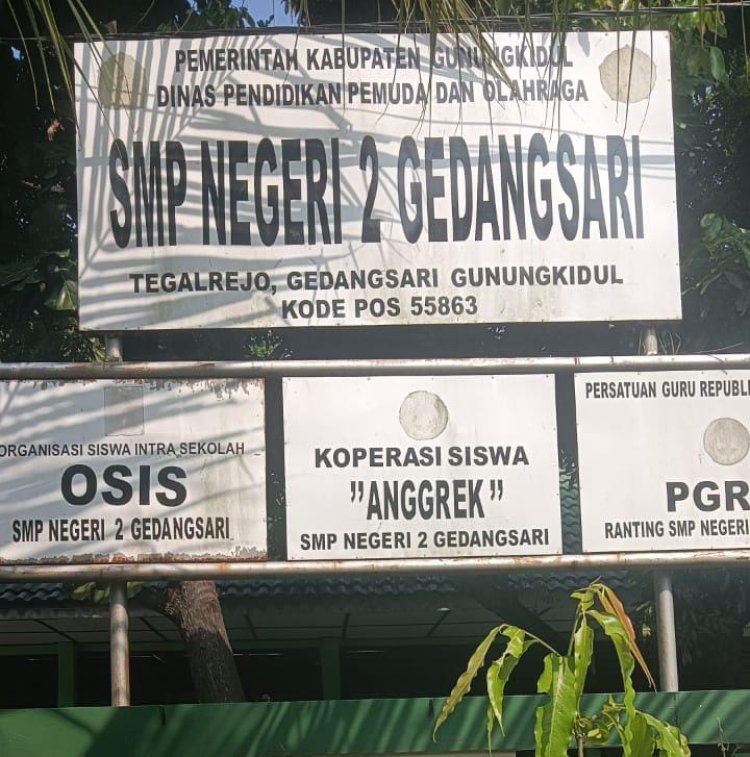 PEMERINTAH KABUPATEN GUNUNGKIDUL
DINAS PENDIDIKAN PEMUDA DAN OLAHRAGA
SMP NEGERI 2 GEDANGSARI
TEGALREJO, GEDANGSARI GUNUNGKIDUL
KODE POS 55863
ORGANISASI SISWA INTRA SEKOLAH
OSIS
SMP NEGERI 2 GEDANGSARI
KOPERASI SISWA
"ANGGREK"
SMP NEGERI 2 GEDANGSARI
PERSATUAN GURU REPUBLI
PGR
RANTING SMP NEGERI